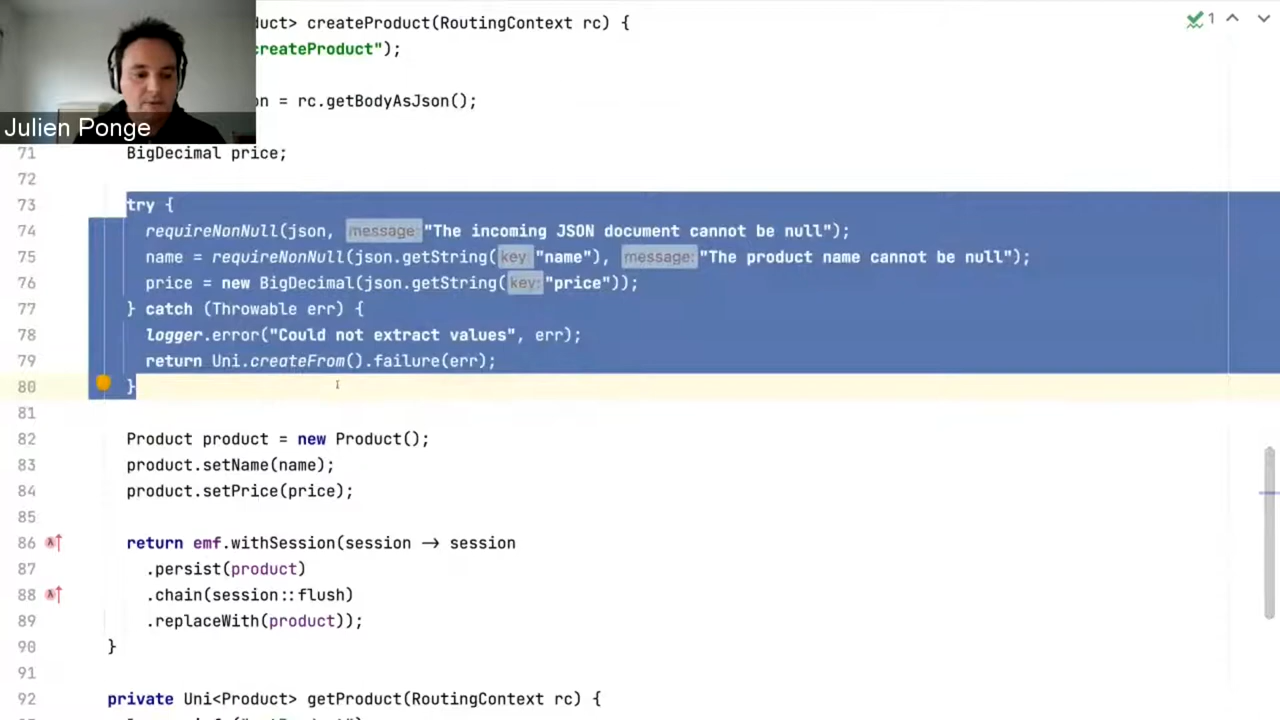 duct> createProduct(RoutingContext rc) {
createProduct");
on = rc.getBodyAsJson();
Julien Ponge
71 BigDecimal price;
72
73 try {
74 requireNonNull(json, message: "The incoming JSON document cannot be null");
75 name = requireNonNull(json.getString( key: "name"), message: "The product name cannot be null");
76 price = new BigDecimal(json.getString( key: "price"));
77 } catch (Throwable err) {
78 logger.error("Could not extract values", err);
79 return Uni.createFrom().failure(err);
80 }
81
82 Product product = new Product();
83 product.setName(name);
84 product.setPrice(price);
85
86 return emf.withSession(session → session
87 .persist(product)
88 .chain(session::flush)
89 .replaceWith(product));
90 }
91
92 private Uni<Product> getProduct(RoutingContext rc) {
1